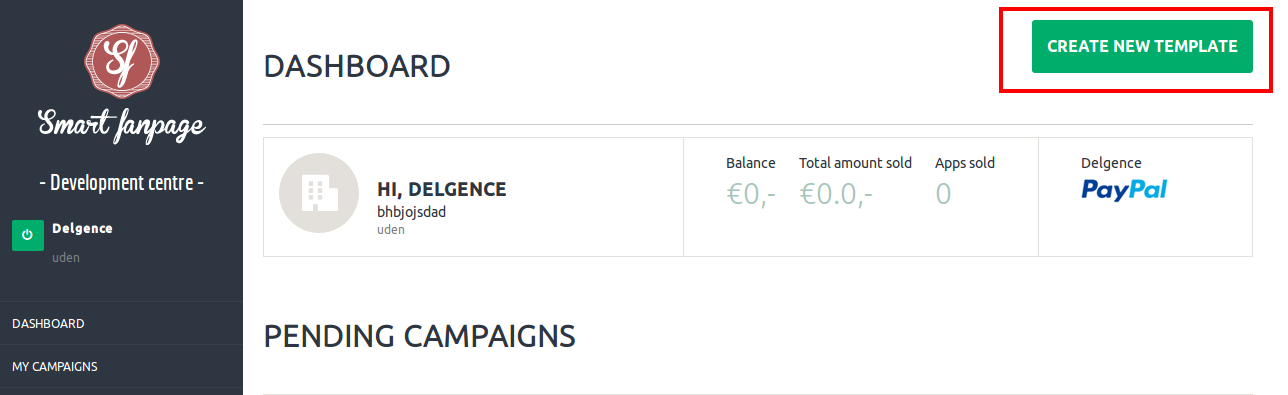 Sf
Smart fanpage
- Development centre -
Delgence
uden
DASHBOARD
MY CAMPAIGNS
DASHBOARD
CREATE NEW TEMPLATE
HI, DELGENCE
bhbjojsdad
uden
Balance
€0,-
Total amount sold
€0.0,-
Apps sold
0
Delgence
PayPal
PENDING CAMPAIGNS